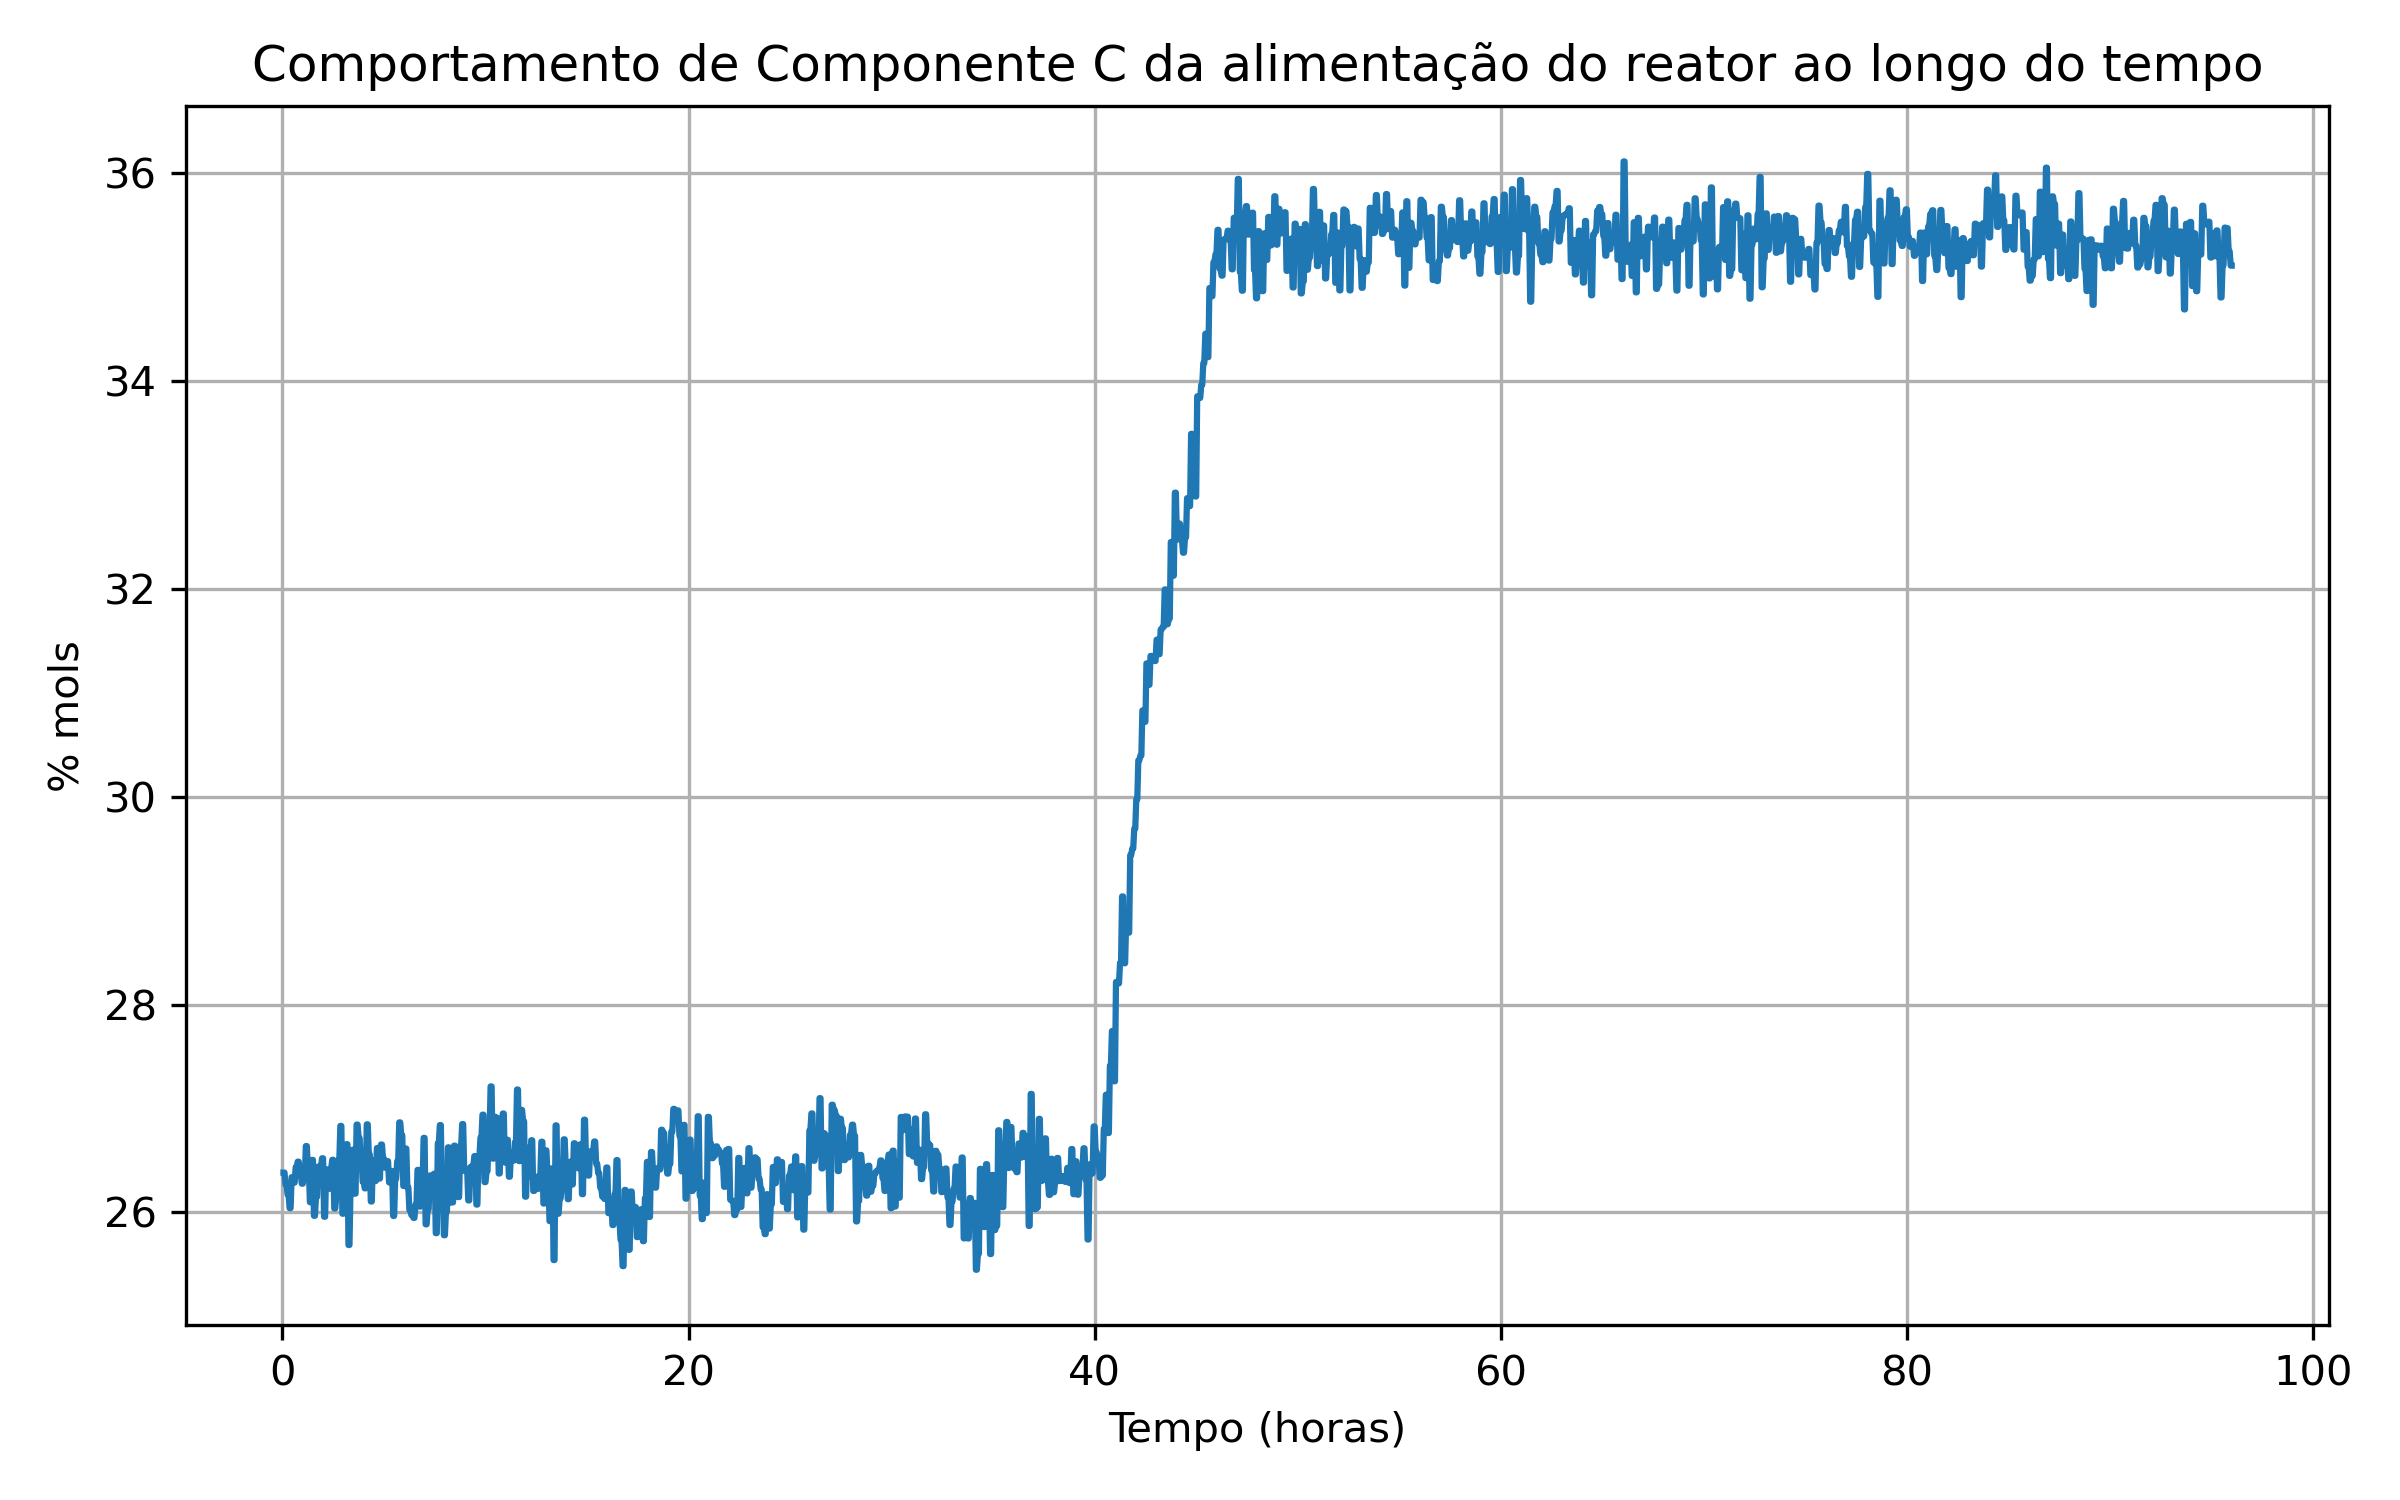 Comportamento de Componente C da alimentação do reator ao longo do tempo
36
34
32
30
28
26
% mols
0 20 40 60 80 100
Tempo (horas)